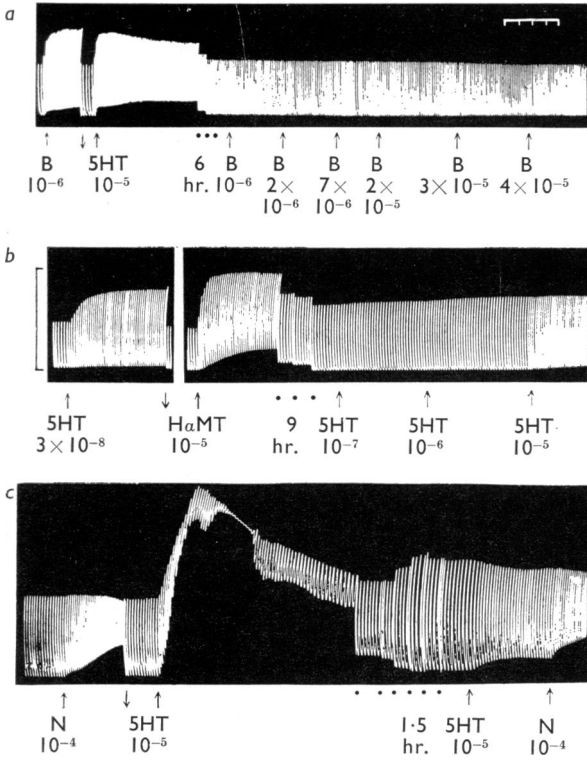 a
B 5HT 6 B B B B B B
10⁻⁶ 10⁻⁵ hr. 10⁻⁶ 2× 7× 2× 3×10⁻⁵ 4×10⁻⁵
10⁻⁶ 10⁻⁶ 10⁻⁵
b
5HT HαMT 9 5HT 5HT 5HT
3×10⁻⁸ 10⁻⁵ hr. 10⁻⁷ 10⁻⁶ 10⁻⁵
c
N 5HT 1·5 5HT N
10⁻⁴ 10⁻⁵ hr. 10⁻⁵ 10⁻⁴